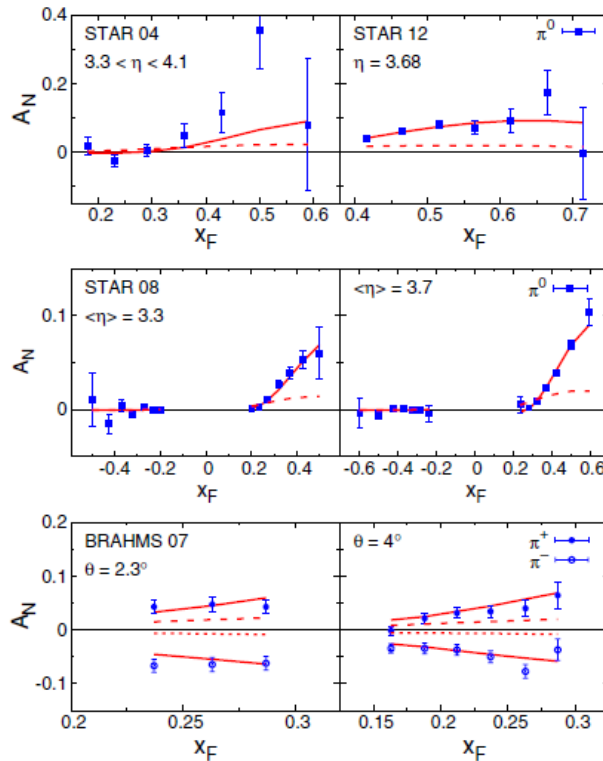 STAR 04
3.3 < η < 4.1
STAR 12
η = 3.68
π⁰
A_N
0.4
0.2
0
0.2 0.3 0.4 0.5 0.6
0.4 0.5 0.6 0.7
x_F
x_F
STAR 08
<η> = 3.3
<η> = 3.7
π⁰
A_N
0.1
0
-0.4 -0.2 0 0.2 0.4
-0.6 -0.4 -0.2 0 0.2 0.4 0.6
x_F
x_F
BRAHMS 07
θ = 2.3°
θ = 4°
π⁺
π⁻
A_N
0.2
0.1
0
-0.1
0.2 0.25 0.3
0.15 0.2 0.25 0.3
x_F
x_F